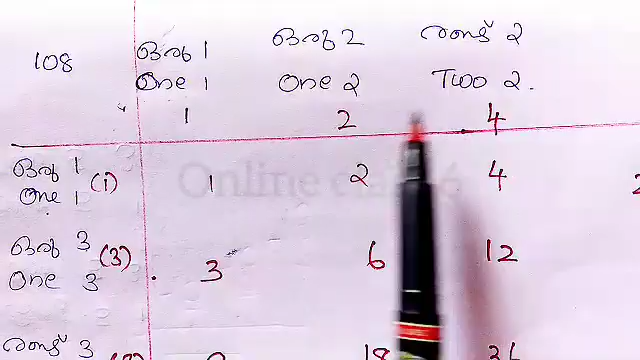 108 ഒരു 1 ഒരു 2 രണ്ട് 2
One 1 One 2 Two 2.
1 2 4
ഒരു 1 (1) 1 2 4
One 1
ഒരു 3 (3) 3 6 12
One 3
രണ്ട് 3 18
Online